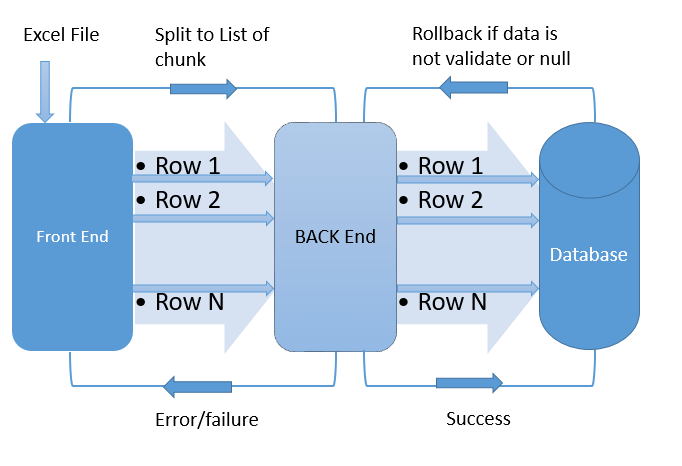 Excel File
Split to List of
chunk
Rollback if data is
not validate or null
Front End
• Row 1
• Row 2
• Row N
BACK End
• Row 1
• Row 2
• Row N
Database
Error/failure
Success